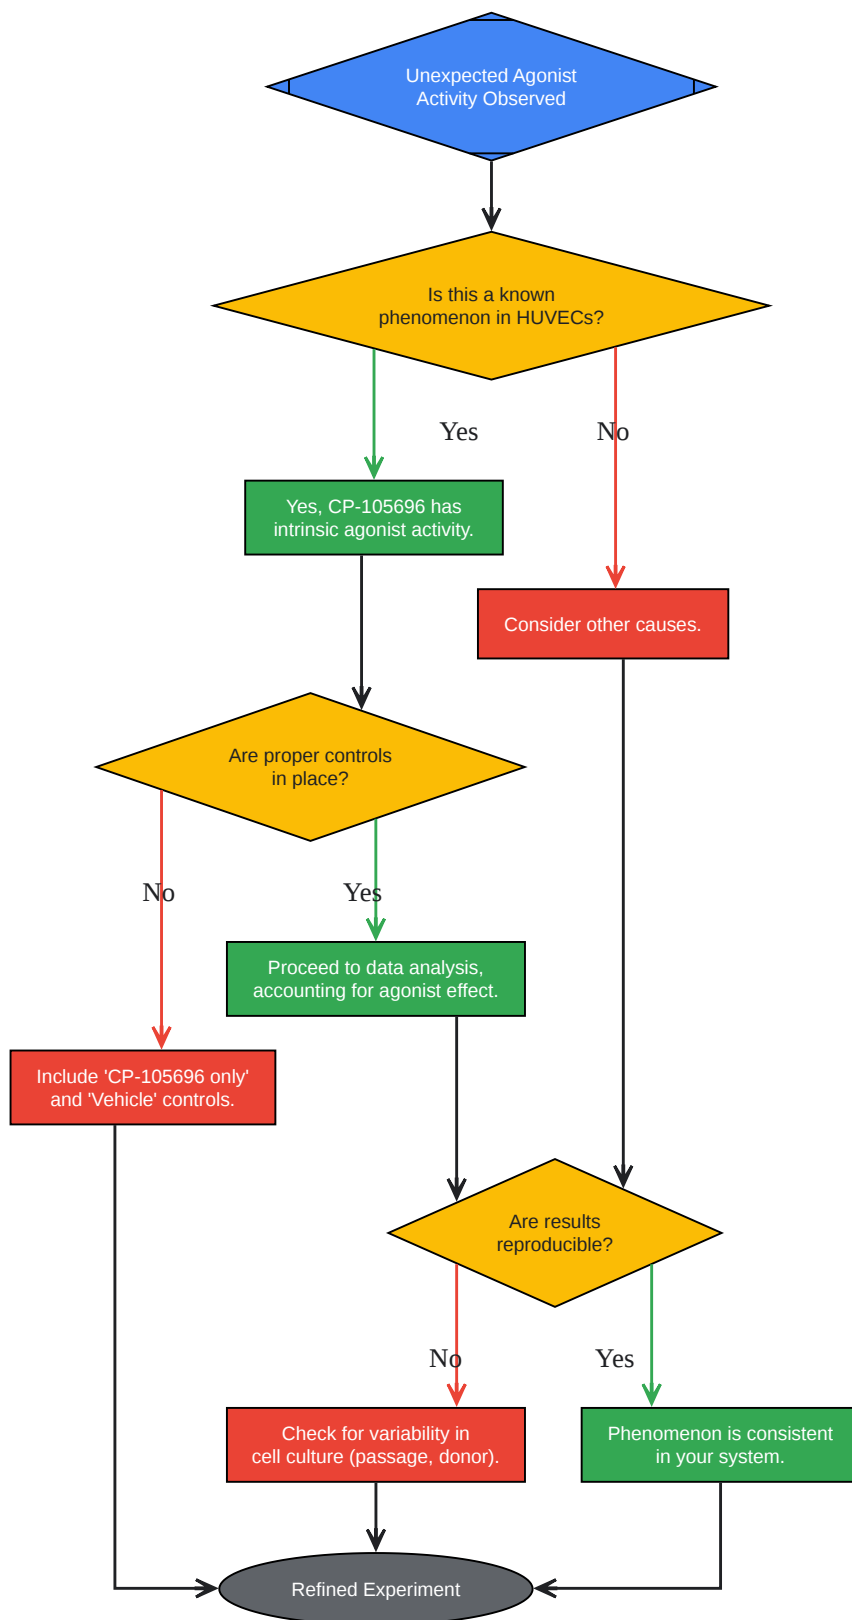 Unexpected Agonist
Activity Observed
Is this a known
phenomenon in HUVECs?
Yes
No
Yes, CP-105696 has
intrinsic agonist activity.
Consider other causes.
Are proper controls
in place?
No
Yes
Proceed to data analysis,
accounting for agonist effect.
Include 'CP-105696 only'
and 'Vehicle' controls.
Are results
reproducible?
No
Yes
Check for variability in
cell culture (passage, donor).
Phenomenon is consistent
in your system.
Refined Experiment